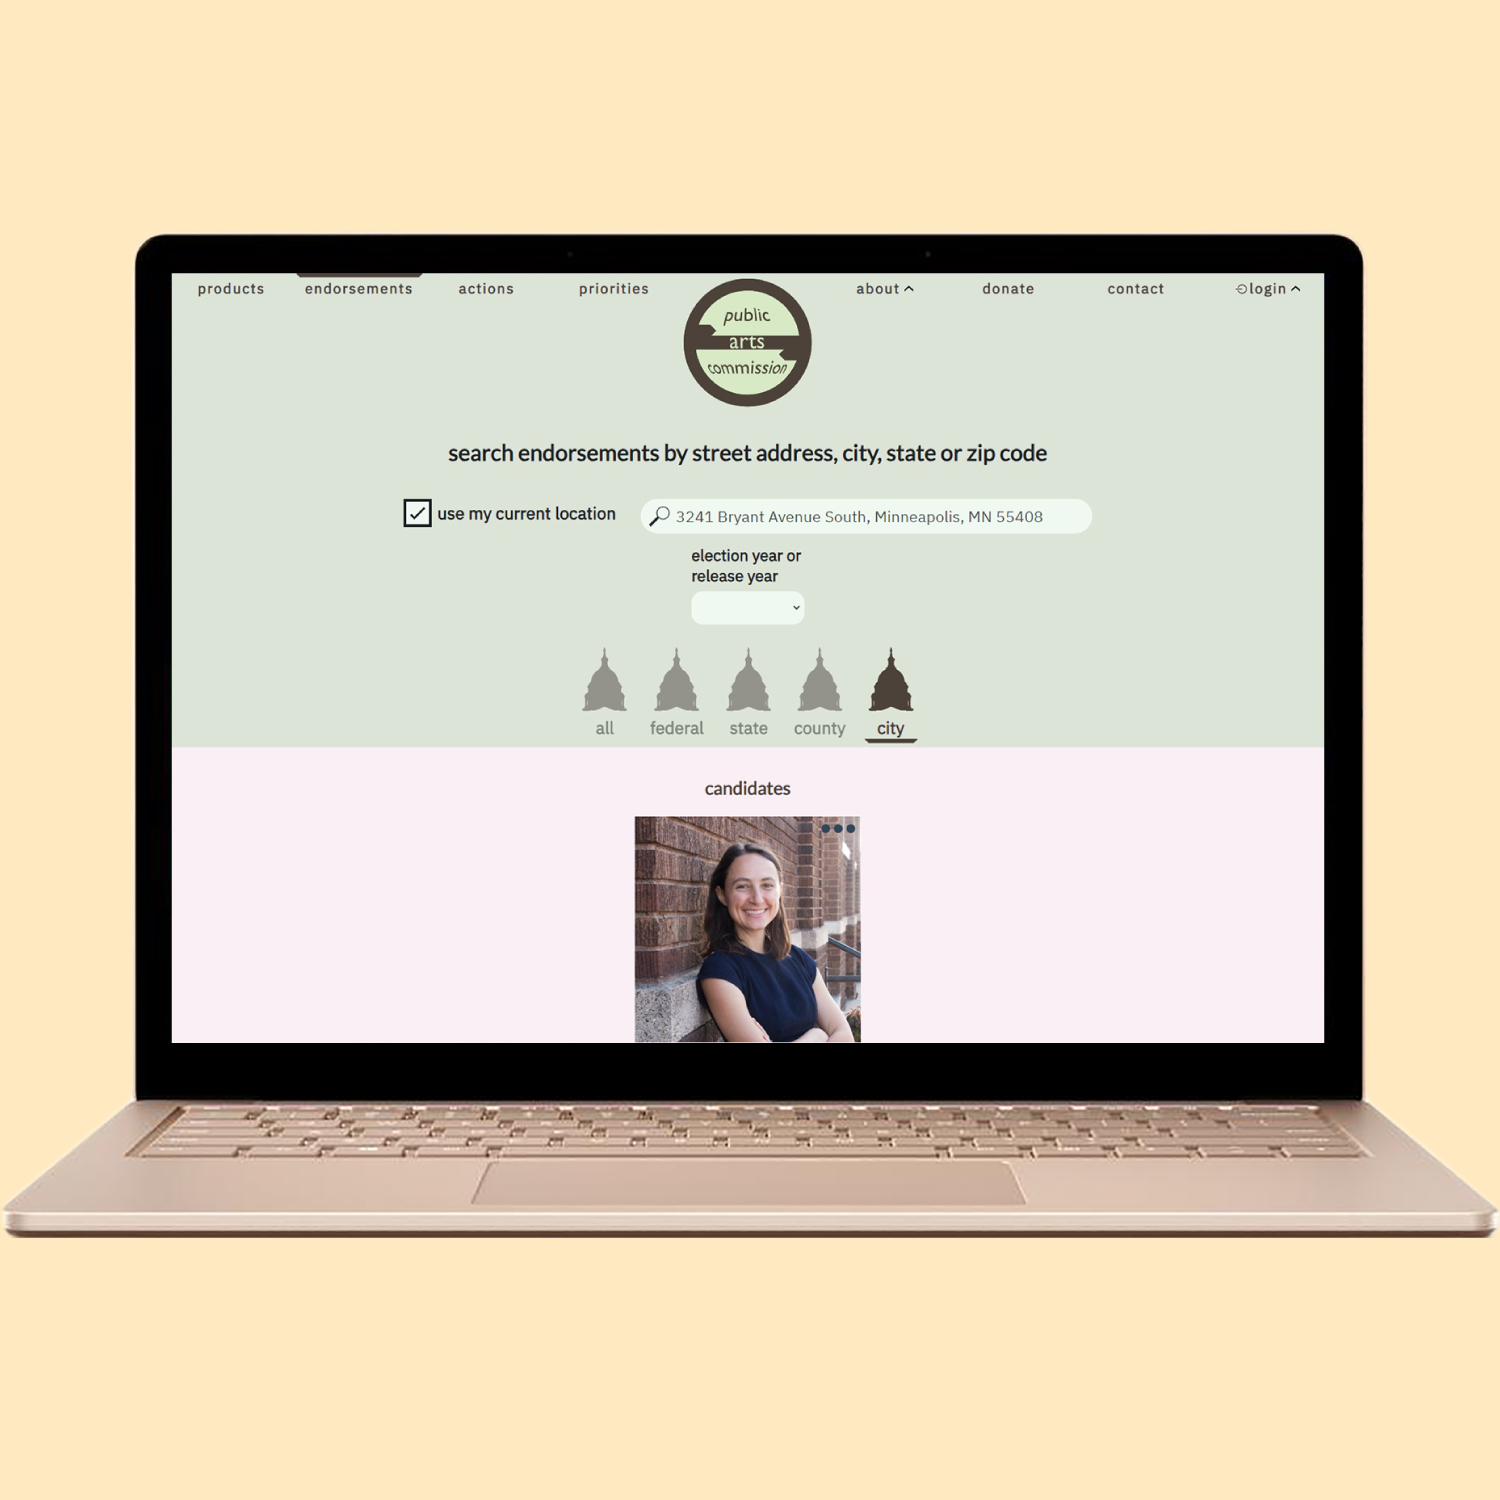 products endorsements actions priorities about donate contact login
public
arts
commission
search endorsements by street address, city, state or zip code
use my current location 3241 Bryant Avenue South, Minneapolis, MN 55408
election year or
release year
all federal state county city
candidates